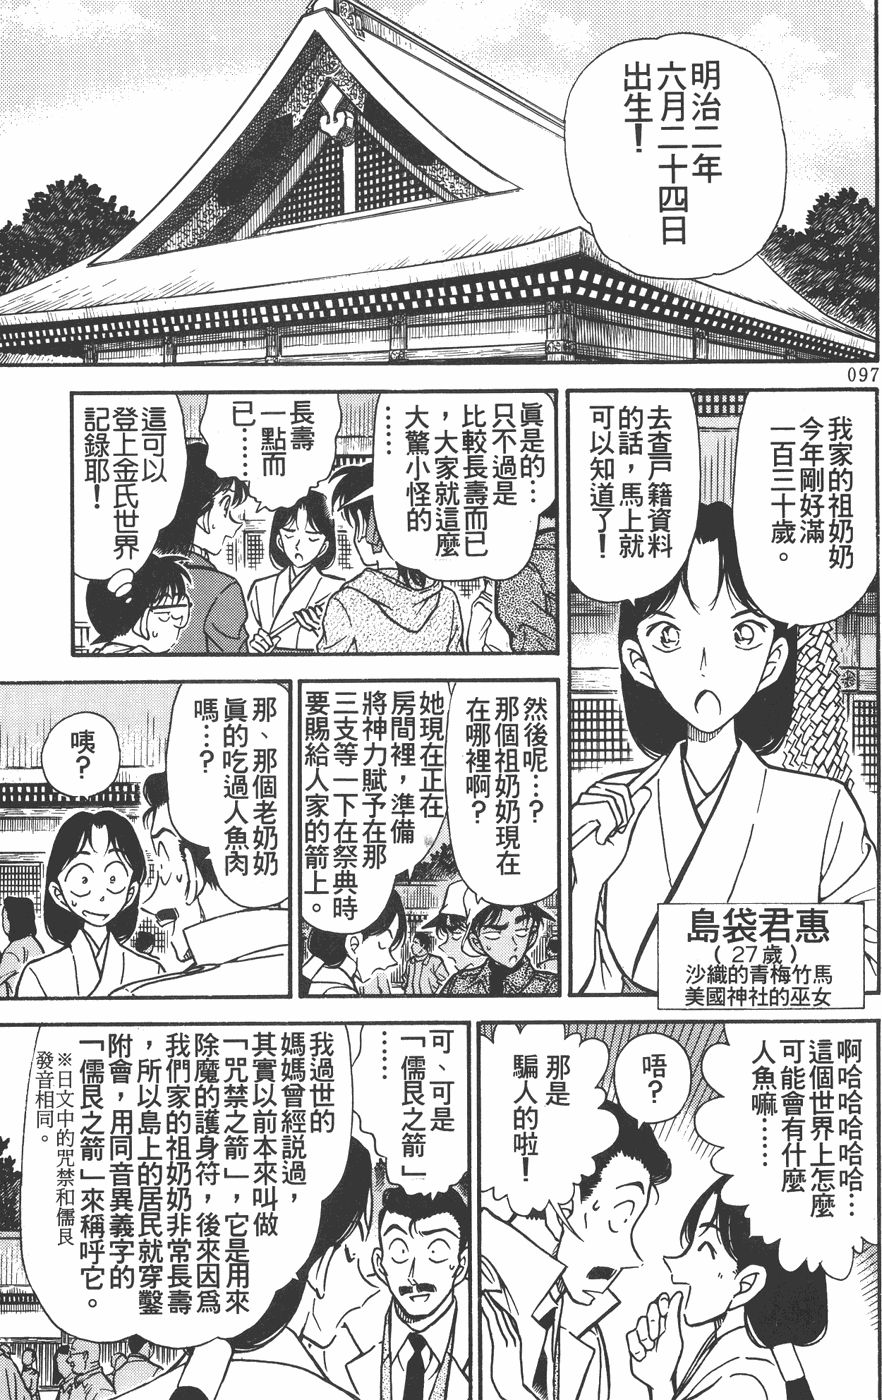 明治二年
六月二十四日
出生！
097
我家的祖奶奶
今年剛好滿
一百三十歲。
去查戸籍資料
的話，馬上就
可以知道了！
島袋君惠
（27歲）
沙織的青梅竹馬
美國神社的巫女
眞是的…
只不過是
比較長壽而已
，大家就這麼
大驚小怪的
……
長壽
一點而
已……
這可以
登上金氏世界
記錄耶！
然後呢…？
那個祖奶奶現在
在哪裡啊？
她現在正在
房間裡，準備
將神力賦予在那
三支等一下在祭典時
要賜給人家的箭上。
那、那個老奶奶
眞的吃過人魚肉
嗎…？
咦？
啊哈哈哈哈哈…
這個世界上怎麼
可能會有什麼
人魚嘛……
唔？
那是
騙人的啦！
可、可是
「儒艮之箭」
……
我過世的
媽媽曾經説過，
其實以前本來叫做
「咒禁之箭」，它是用來
除魔的護身符，後來因爲
我們家的祖奶奶非常長壽
，所以島上的居民就穿鑿
附會，用同音異義字的
「儒艮之箭」來稱呼它。
※日文中的咒禁和儒艮
發音相同。